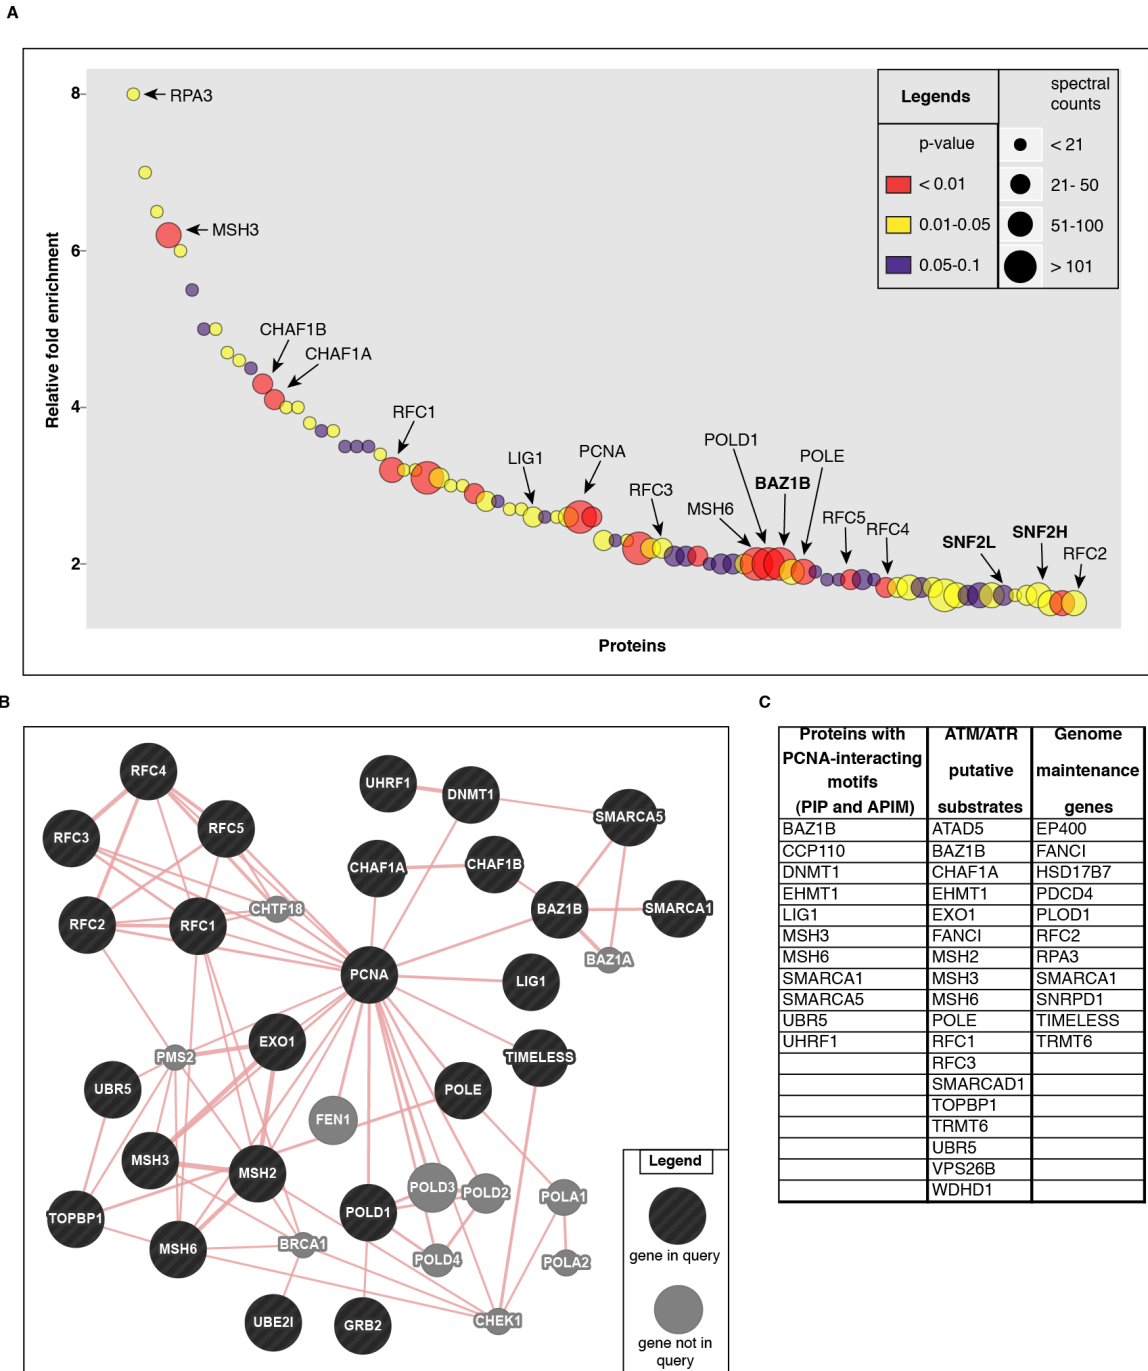 A
8
6
4
2
Relative fold enrichment
Proteins
RPA3
MSH3
CHAF1B
CHAF1A
RFC1
LIG1
PCNA
RFC3
MSH6
POLD1
BAZ1B
POLE
RFC5
RFC4
SNF2L
SNF2H
RFC2
Legends
p-value
< 0.01
0.01-0.05
0.05-0.1
spectral
counts
< 21
21- 50
51-100
> 101
B
RFC4
RFC3
RFC5
CHTF18
RFC2
RFC1
UHRF1
DNMT1
SMARCA5
CHAF1A
CHAF1B
BAZ1B
SMARCA1
BAZ1A
PCNA
LIG1
EXO1
PMS2
TIMELESS
UBR5
POLE
FEN1
MSH3
MSH2
POLD3
POLD2
POLA1
TOPBP1
POLD1
MSH6
BRCA1
POLD4
POLA2
UBE2I
GRB2
CHEK1
Legend
gene in query
gene not in
query
C
Proteins with
PCNA-interacting
motifs
(PIP and APIM)
ATM/ATR
putative
substrates
Genome
maintenance
genes
BAZ1B ATAD5 EP400
CCP110 BAZ1B FANCI
DNMT1 CHAF1A HSD17B7
EHMT1 EHMT1 PDCD4
LIG1 EXO1 PLOD1
MSH3 FANCI RFC2
MSH6 MSH2 RPA3
SMARCA1 MSH3 SMARCA1
SMARCA5 MSH6 SNRPD1
UBR5 POLE TIMELESS
UHRF1 RFC1 TRMT6
RFC3
SMARCAD1
TOPBP1
TRMT6
UBR5
VPS26B
WDHD1